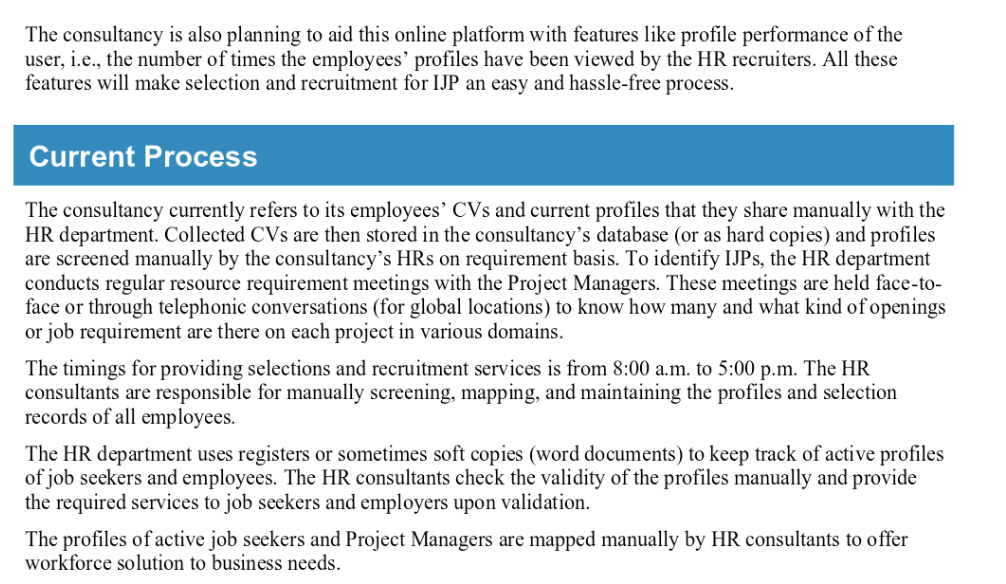 The consultancy is also planning to aid this online platform with features like profile performance of the
user, i.e., the number of times the employees’ profiles have been viewed by the HR recruiters. All these
features will make selection and recruitment for IJP an easy and hassle-free process.
Current Process
The consultancy currently refers to its employees’ CVs and current profiles that they share manually with the
HR department. Collected CVs are then stored in the consultancy’s database (or as hard copies) and profiles
are screened manually by the consultancy’s HRs on requirement basis. To identify IJPs, the HR department
conducts regular resource requirement meetings with the Project Managers. These meetings are held face-to-
face or through telephonic conversations (for global locations) to know how many and what kind of openings
or job requirement are there on each project in various domains.
The timings for providing selections and recruitment services is from 8:00 a.m. to 5:00 p.m. The HR
consultants are responsible for manually screening, mapping, and maintaining the profiles and selection
records of all employees.
The HR department uses registers or sometimes soft copies (word documents) to keep track of active profiles
of job seekers and employees. The HR consultants check the validity of the profiles manually and provide
the required services to job seekers and employers upon validation.
The profiles of active job seekers and Project Managers are mapped manually by HR consultants to offer
workforce solution to business needs.